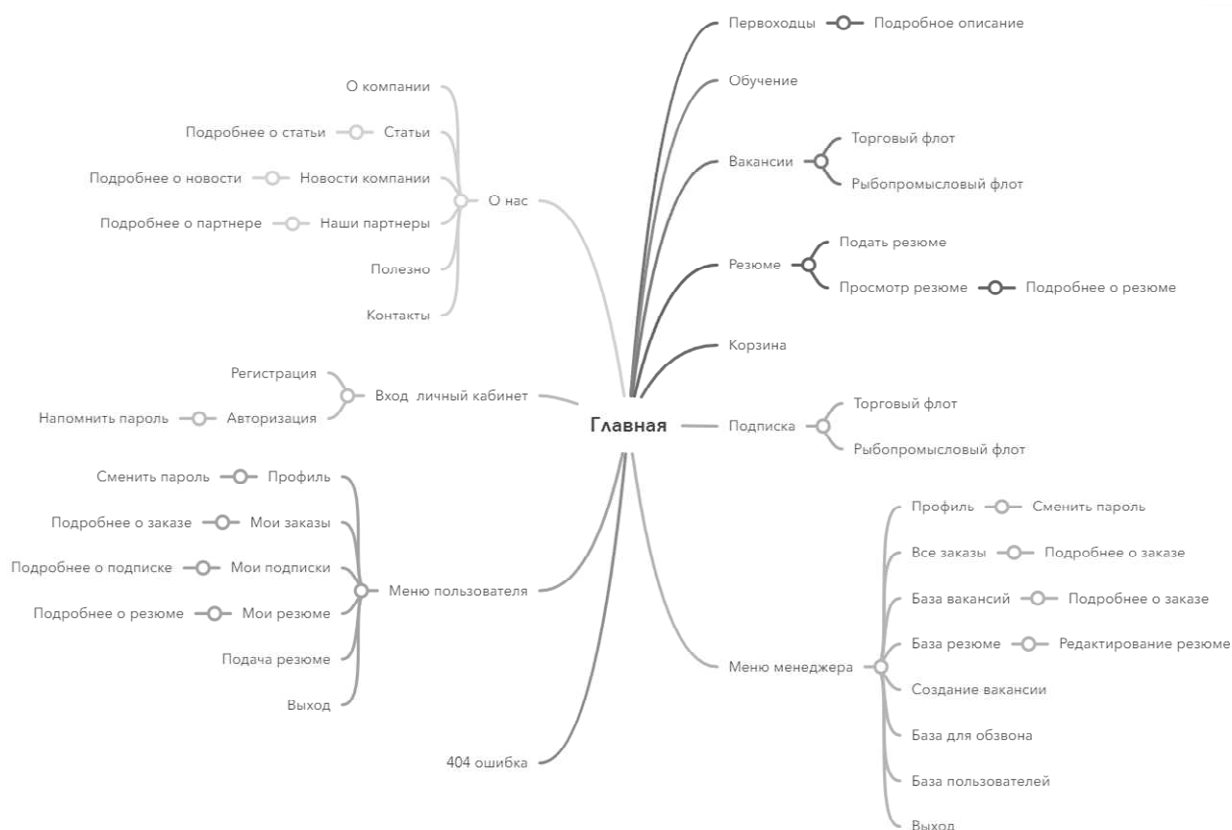 Главная
Первоходцы
Подробное описание
Обучение
Вакансии
Торговый флот
Рыбопромысловый флот
Резюме
Подать резюме
Просмотр резюме
Подробнее о резюме
Корзина
Подписка
Торговый флот
Рыбопромысловый флот
Меню менеджера
Профиль
Сменить пароль
Все заказы
Подробнее о заказе
База вакансий
Подробнее о заказе
База резюме
Редактирование резюме
Создание вакансии
База для обзвона
База пользователей
Выход
О нас
О компании
Статьи
Подробнее о статьи
Новости компании
Подробнее о новости
Наши партнеры
Подробнее о партнере
Полезно
Контакты
Вход личный кабинет
Регистрация
Авторизация
Напомнить пароль
Меню пользователя
Профиль
Сменить пароль
Мои заказы
Подробнее о заказе
Мои подписки
Подробнее о подписке
Мои резюме
Подробнее о резюме
Подача резюме
Выход
404 ошибка